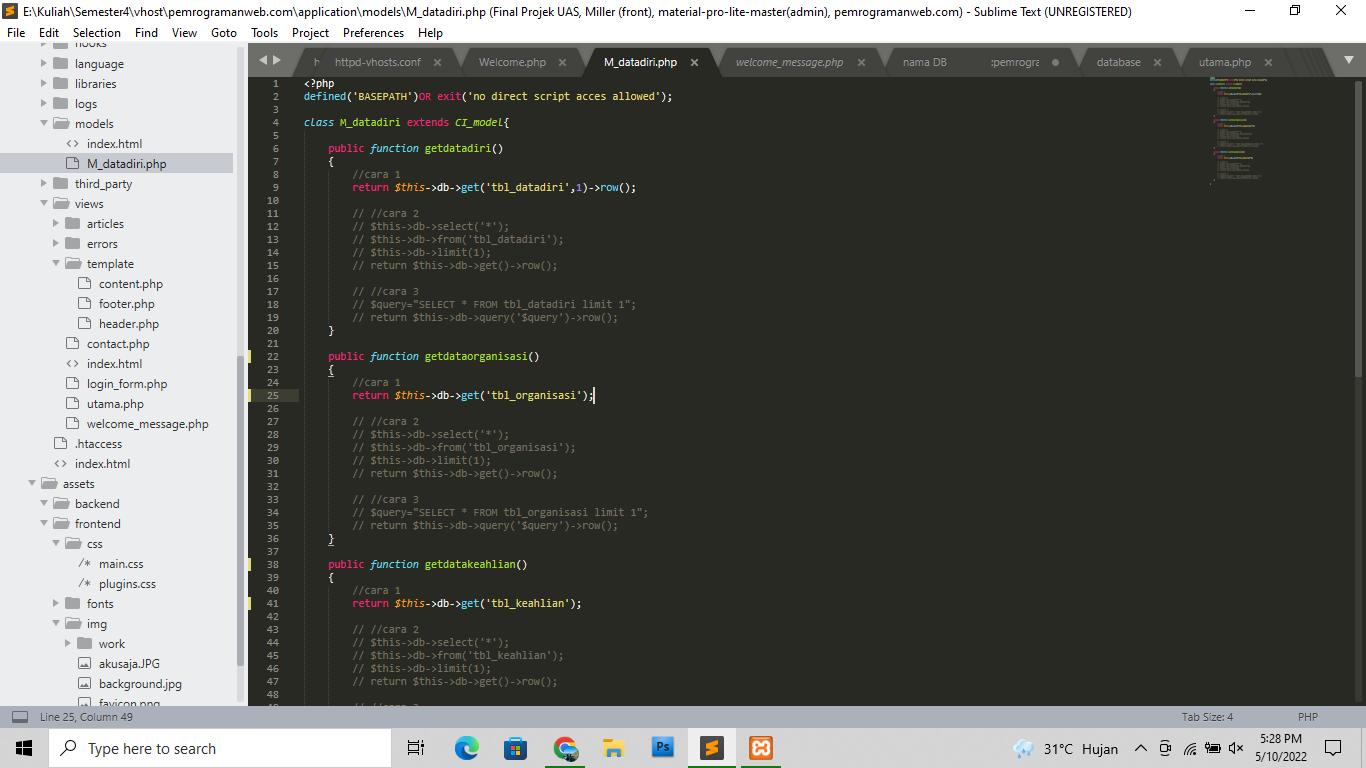 E:\Kuliah\Semester4\vhost\pemrogramanweb.com\application\models\M_datadiri.php (Final Projek UAS, Miller (front), material-pro-lite-master(admin), pemrogramanweb.com) - Sublime Text (UNREGISTERED)
File Edit Selection Find View Goto Tools Project Preferences Help
hooks
language
libraries
logs
models
index.html
M_datadiri.php
third_party
views
articles
errors
template
content.php
footer.php
header.php
contact.php
index.html
login_form.php
utama.php
welcome_message.php
.htaccess
index.html
assets
backend
frontend
css
/* main.css
/* plugins.css
fonts
img
work
akusaja.JPG
background.jpg
favicon.png
h httpd-vhosts.conf Welcome.php M_datadiri.php welcome_message.php nama DB :pemrogra database utama.php
1 <?php
2 defined('BASEPATH')OR exit('no direct script acces allowed');
3
4 class M_datadiri extends CI_model{
5
6 public function getdatadiri()
7 {
8 //cara 1
9 return $this->db->get('tbl_datadiri',1)->row();
10
11 // //cara 2
12 // $this->db->select('*');
13 // $this->db->from('tbl_datadiri');
14 // $this->db->limit(1);
15 // return $this->db->get()->row();
16
17 // //cara 3
18 // $query="SELECT * FROM tbl_datadiri limit 1";
19 // return $this->db->query('$query')->row();
20 }
21
22 public function getdataorganisasi()
23 {
24 //cara 1
25 return $this->db->get('tbl_organisasi');
26
27 // //cara 2
28 // $this->db->select('*');
29 // $this->db->from('tbl_organisasi');
30 // $this->db->limit(1);
31 // return $this->db->get()->row();
32
33 // //cara 3
34 // $query="SELECT * FROM tbl_organisasi limit 1";
35 // return $this->db->query('$query')->row();
36 }
37
38 public function getdatakeahlian()
39 {
40 //cara 1
41 return $this->db->get('tbl_keahlian');
42
43 // //cara 2
44 // $this->db->select('*');
45 // $this->db->from('tbl_keahlian');
46 // $this->db->limit(1);
47 // return $this->db->get()->row();
48
Line 25, Column 49 Tab Size: 4 PHP
Type here to search
Ps
31°C Hujan
5:28 PM
5/10/2022